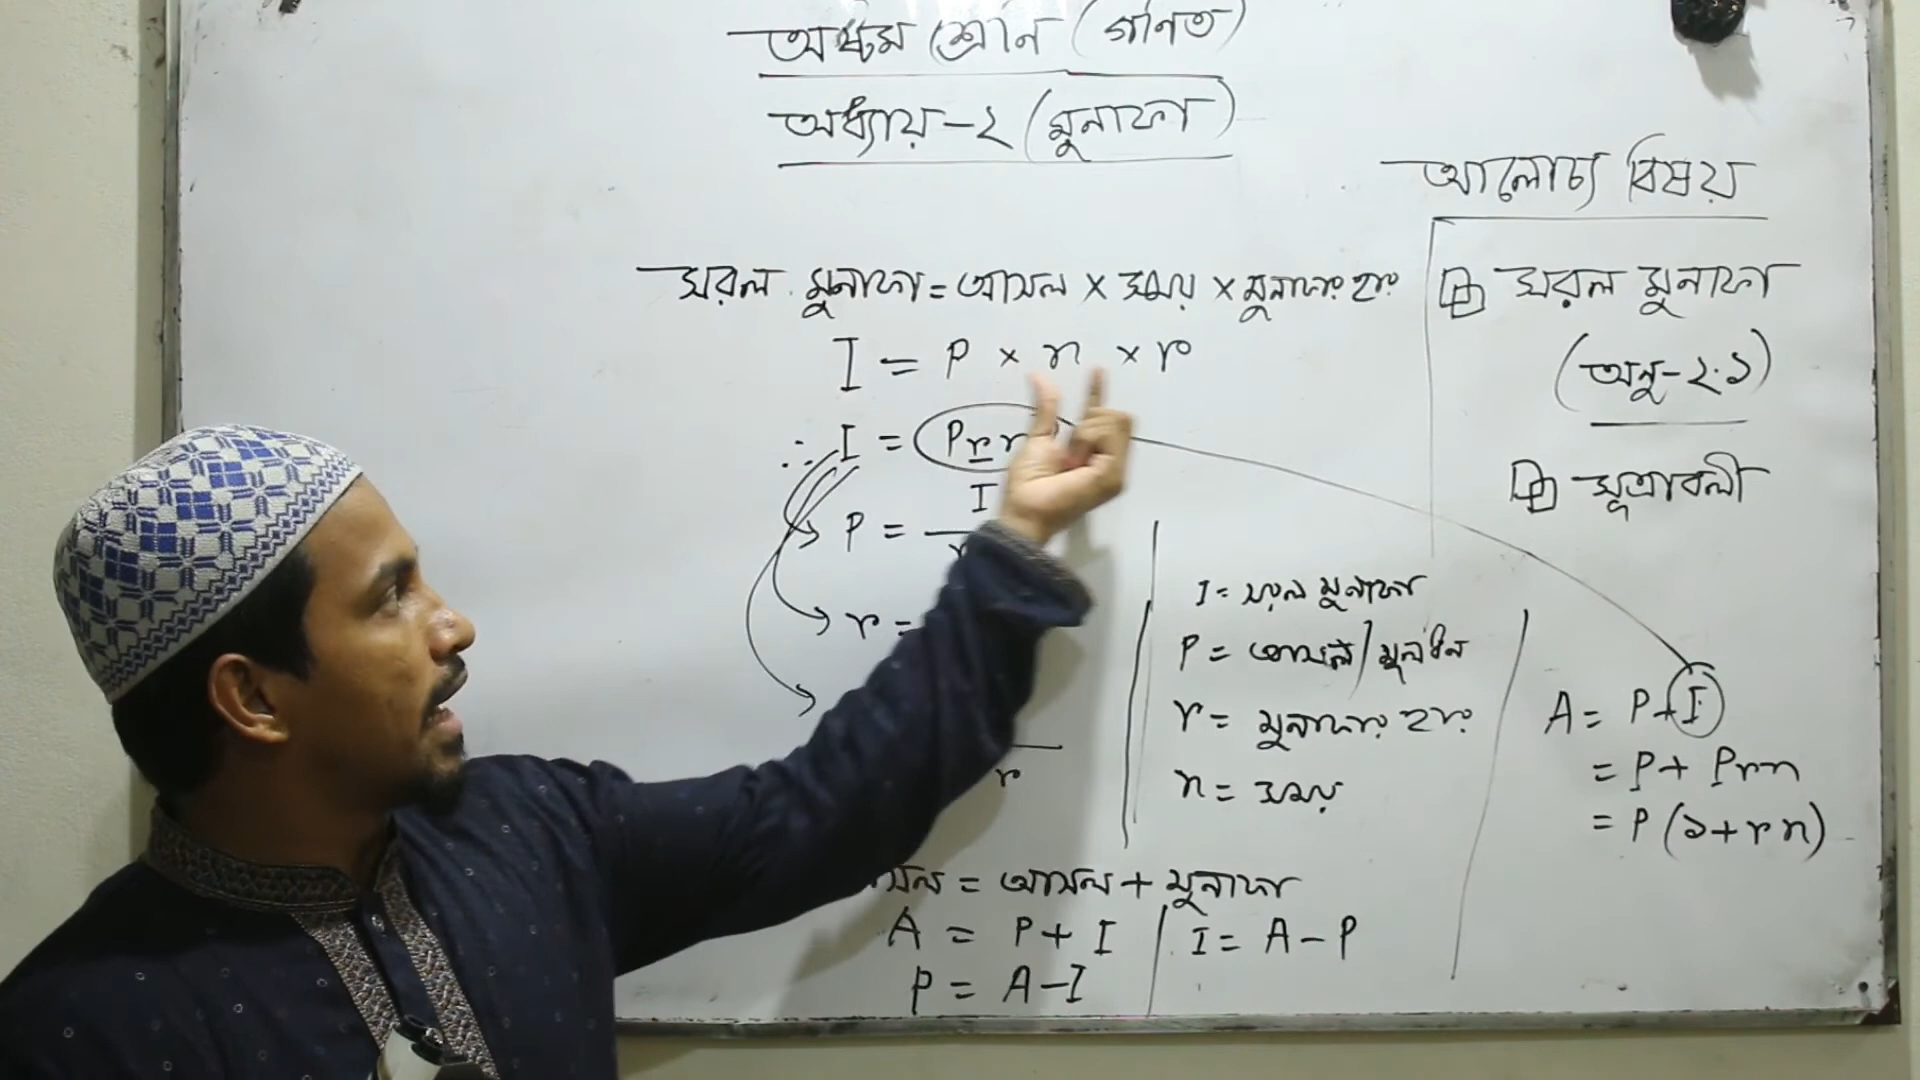 অষ্টম শ্রেনি (গনিত)
অধ্যায়-২ (মুনাফা)
সরল মুনাফা = আসল × সময় × মুনাফার হার
I = P × n × r
∴ I = Prn
P = I
r =
r
I = সরল মুনাফা
P = আসল / মূলধন
r = মুনাফার হার
n = সময়
= আসল + মুনাফা
A = P + I | I = A - P
P = A - I
আলোচ্য বিষয়
সরল মুনাফা
(অনু-২.১)
সূত্রাবলী
A = P + I
= P + Prn
= P (১ + rn)